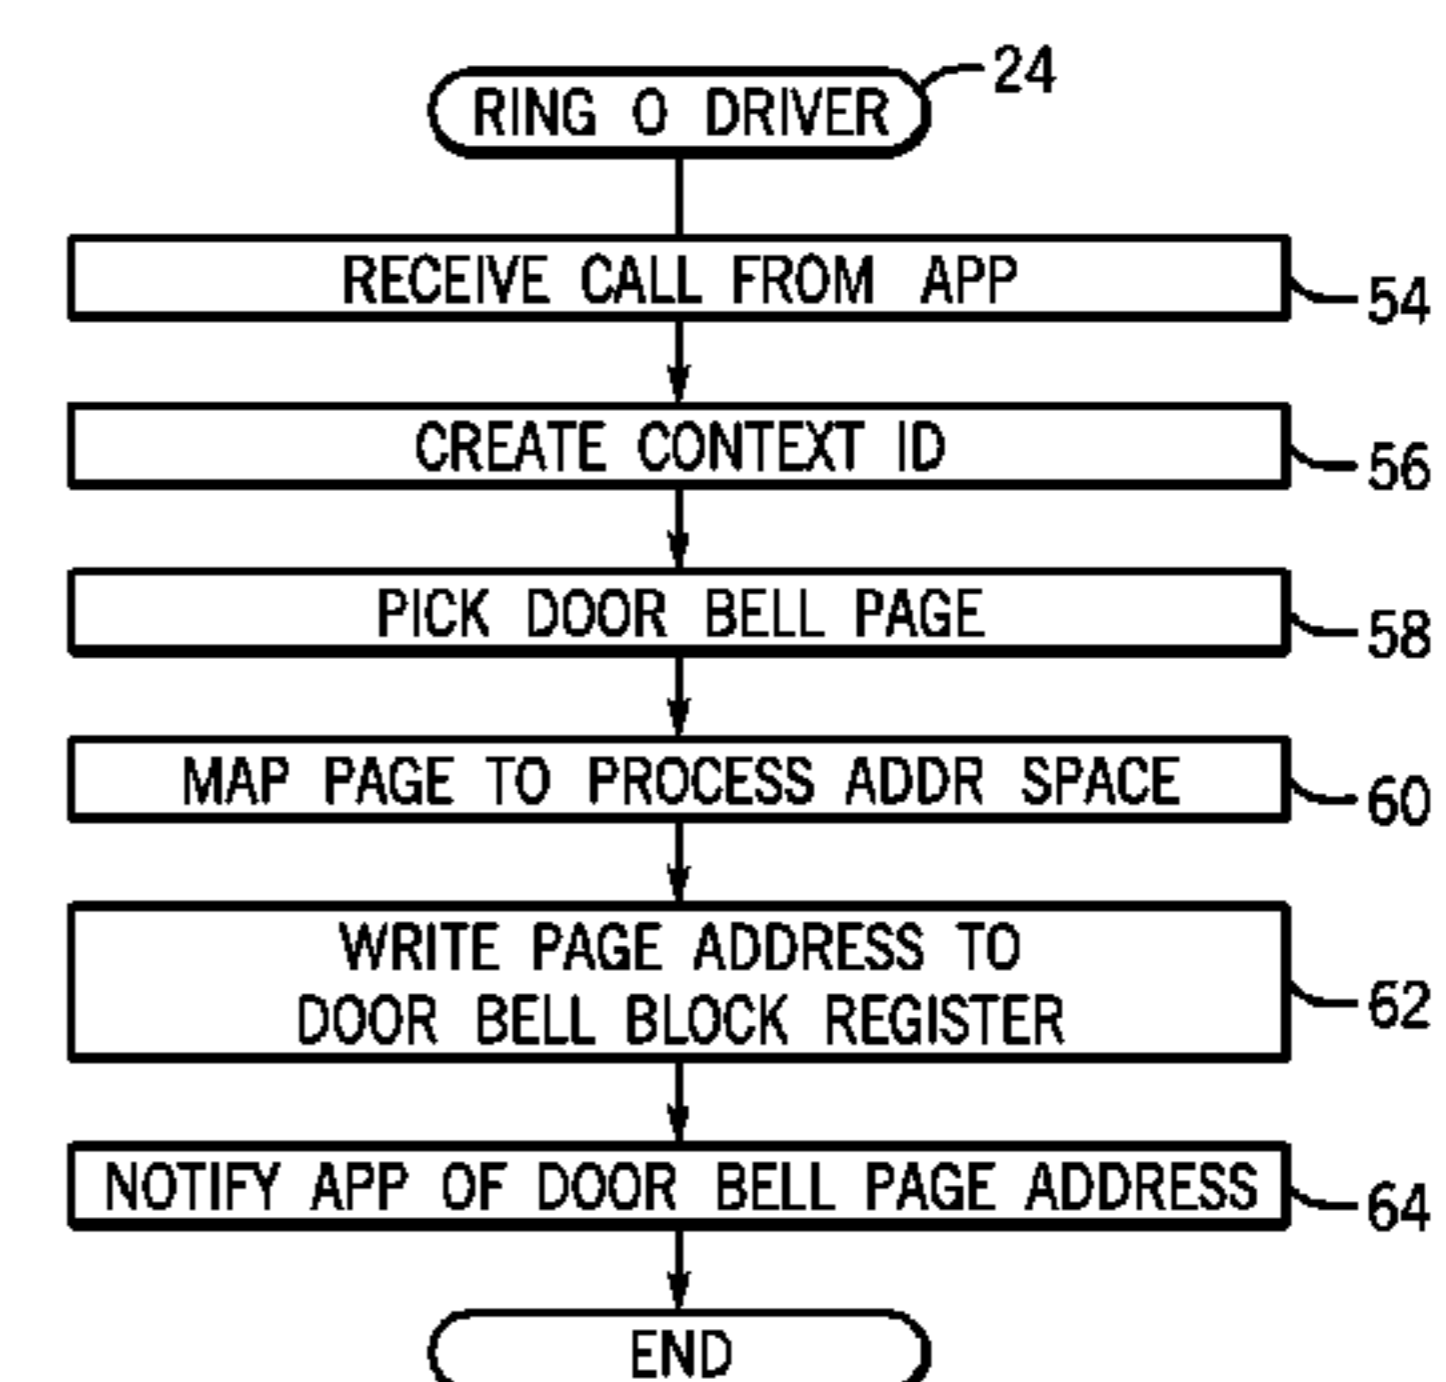 RING 0 DRIVER
24
RECEIVE CALL FROM APP
54
CREATE CONTEXT ID
56
PICK DOOR BELL PAGE
58
MAP PAGE TO PROCESS ADDR SPACE
60
WRITE PAGE ADDRESS TO
DOOR BELL BLOCK REGISTER
62
NOTIFY APP OF DOOR BELL PAGE ADDRESS
64
END